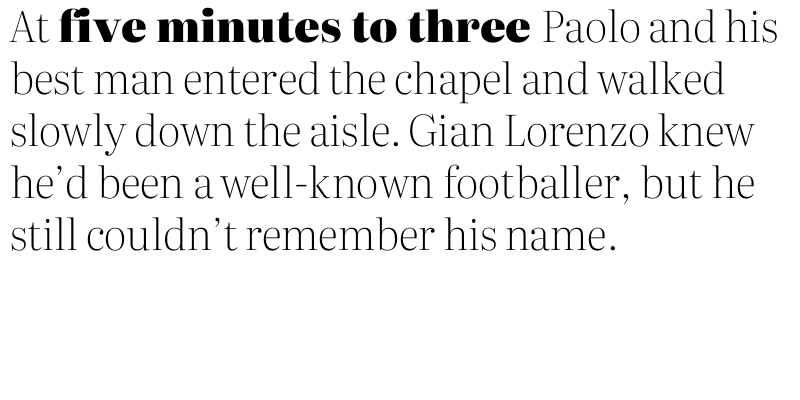 At five minutes to three Paolo and his
best man entered the chapel and walked
slowly down the aisle. Gian Lorenzo knew
he’d been a well-known footballer, but he
still couldn’t remember his name.